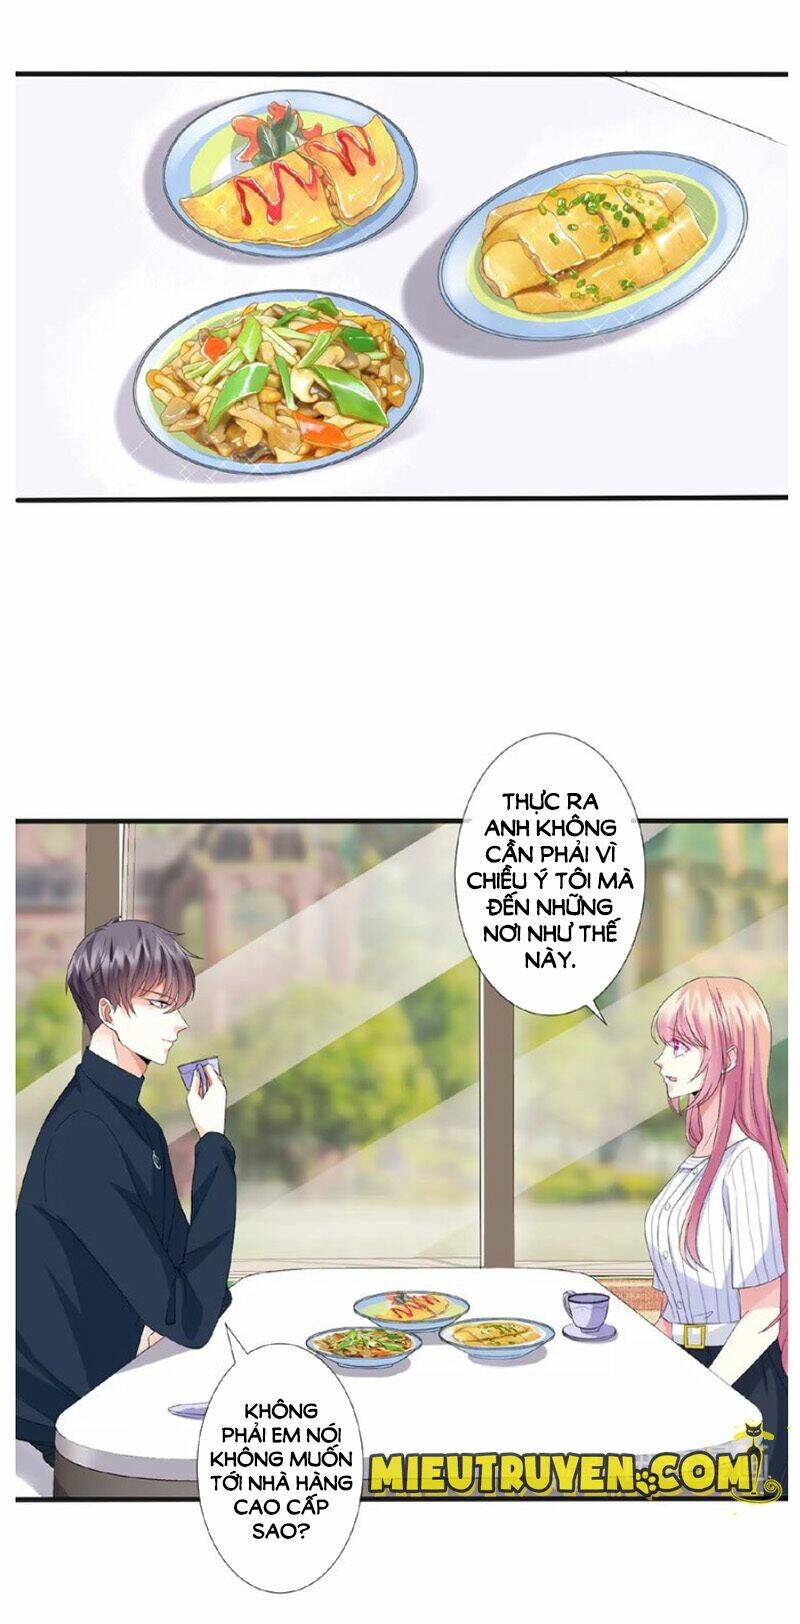 THỰC RA
ANH KHÔNG
CẦN PHẢI VÌ
CHIỀU Ý TÔI MÀ
ĐẾN NHỮNG
NƠI NHƯ THẾ
NÀY.
KHÔNG
PHẢI EM NÓI
KHÔNG MUỐN
TỚI NHÀ HÀNG
CAO CẤP
SAO?
MIEUTRUYEN.COM